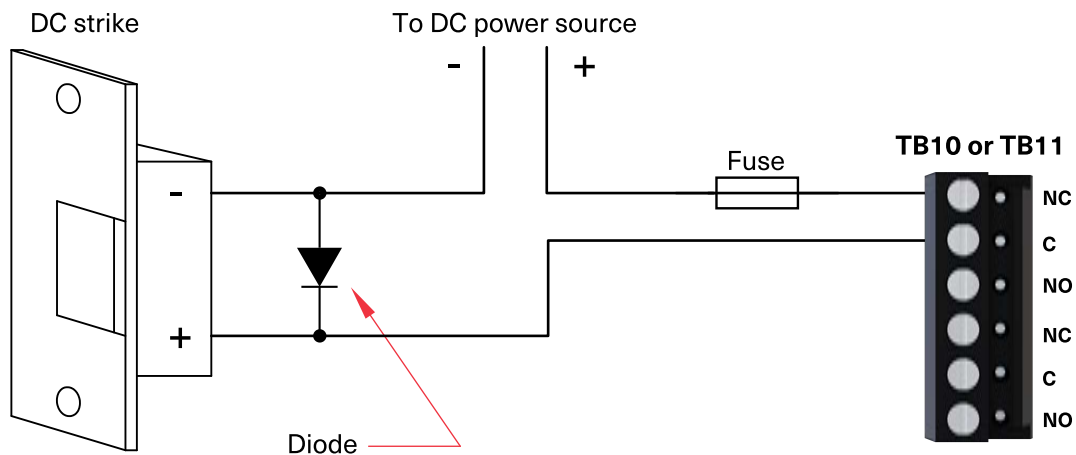 DC strike
To DC power source
- +
Fuse
TB10 or TB11
-
+
NC
C
NO
NC
C
NO
Diode